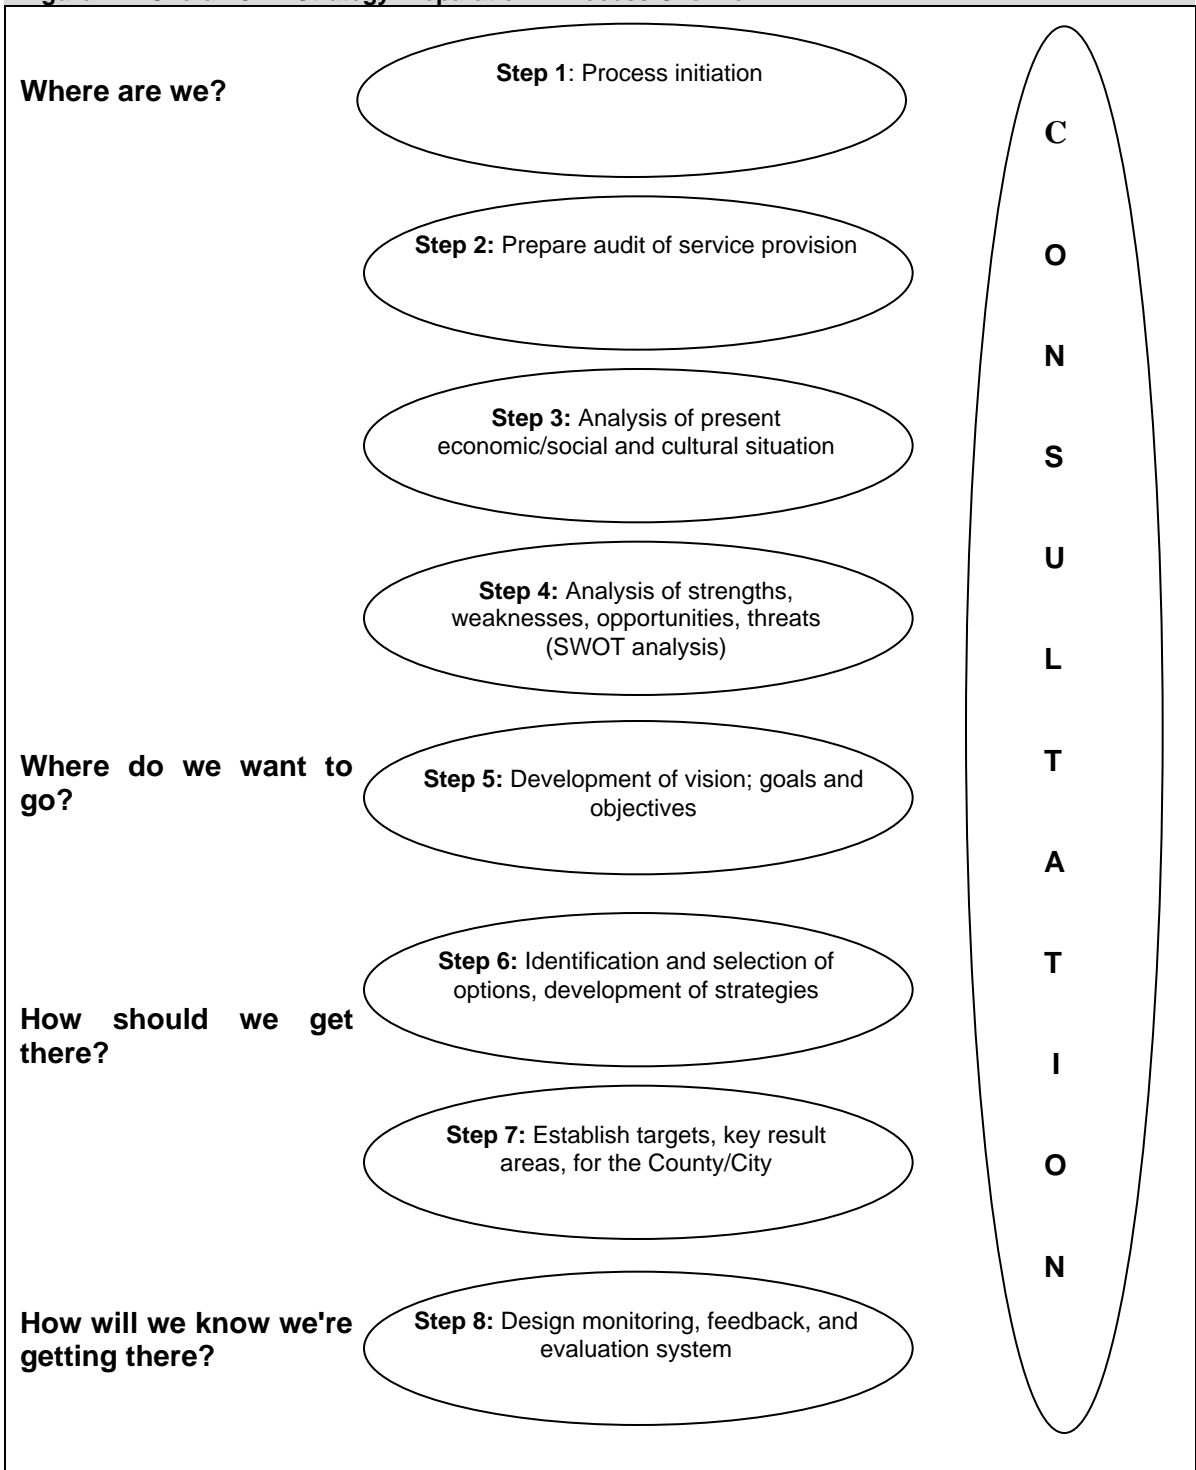 Where are we?
Step 1: Process initiation
Step 2: Prepare audit of service provision
Step 3: Analysis of present
economic/social and cultural situation
Step 4: Analysis of strengths,
weaknesses, opportunities, threats
(SWOT analysis)
Where do we want to
go?
Step 5: Development of vision; goals and
objectives
How should we get
there?
Step 6: Identification and selection of
options, development of strategies
Step 7: Establish targets, key result
areas, for the County/City
How will we know we're
getting there?
Step 8: Design monitoring, feedback, and
evaluation system
C
O
N
S
U
L
T
A
T
I
O
N